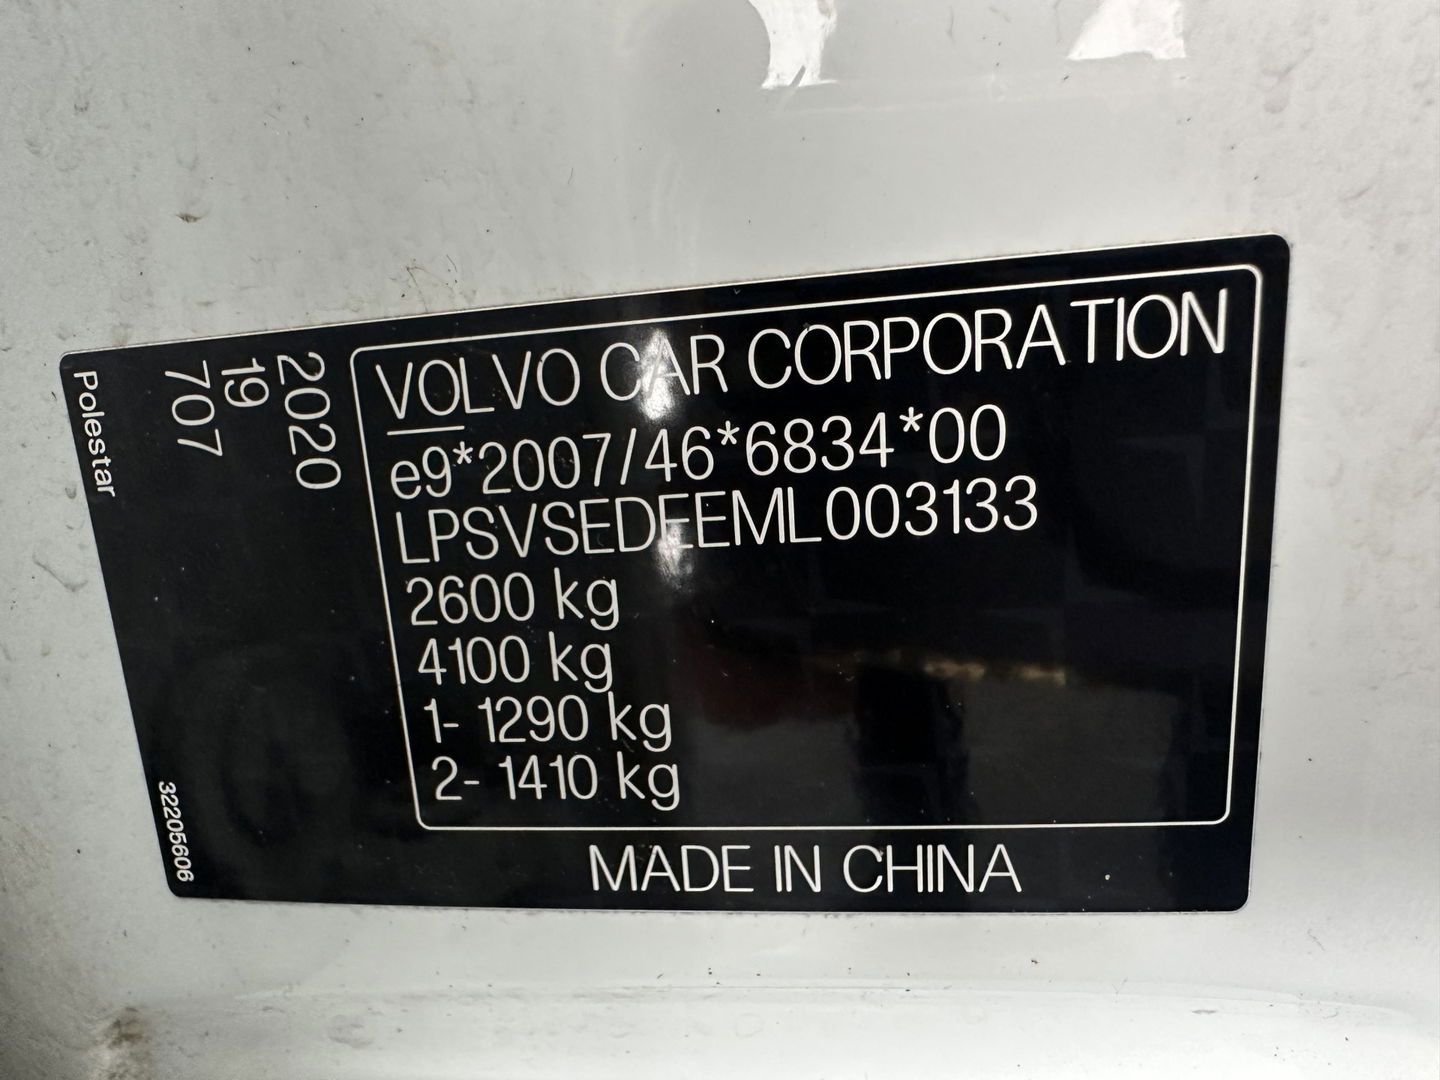 VOLVO CAR CORPORATION
e9*2007/46*6834*00
LPSVSEDEEML003133
2600 kg
4100 kg
1- 1290 kg
2- 1410 kg
MADE IN CHINA
2020
19
707
Polestar
32205606